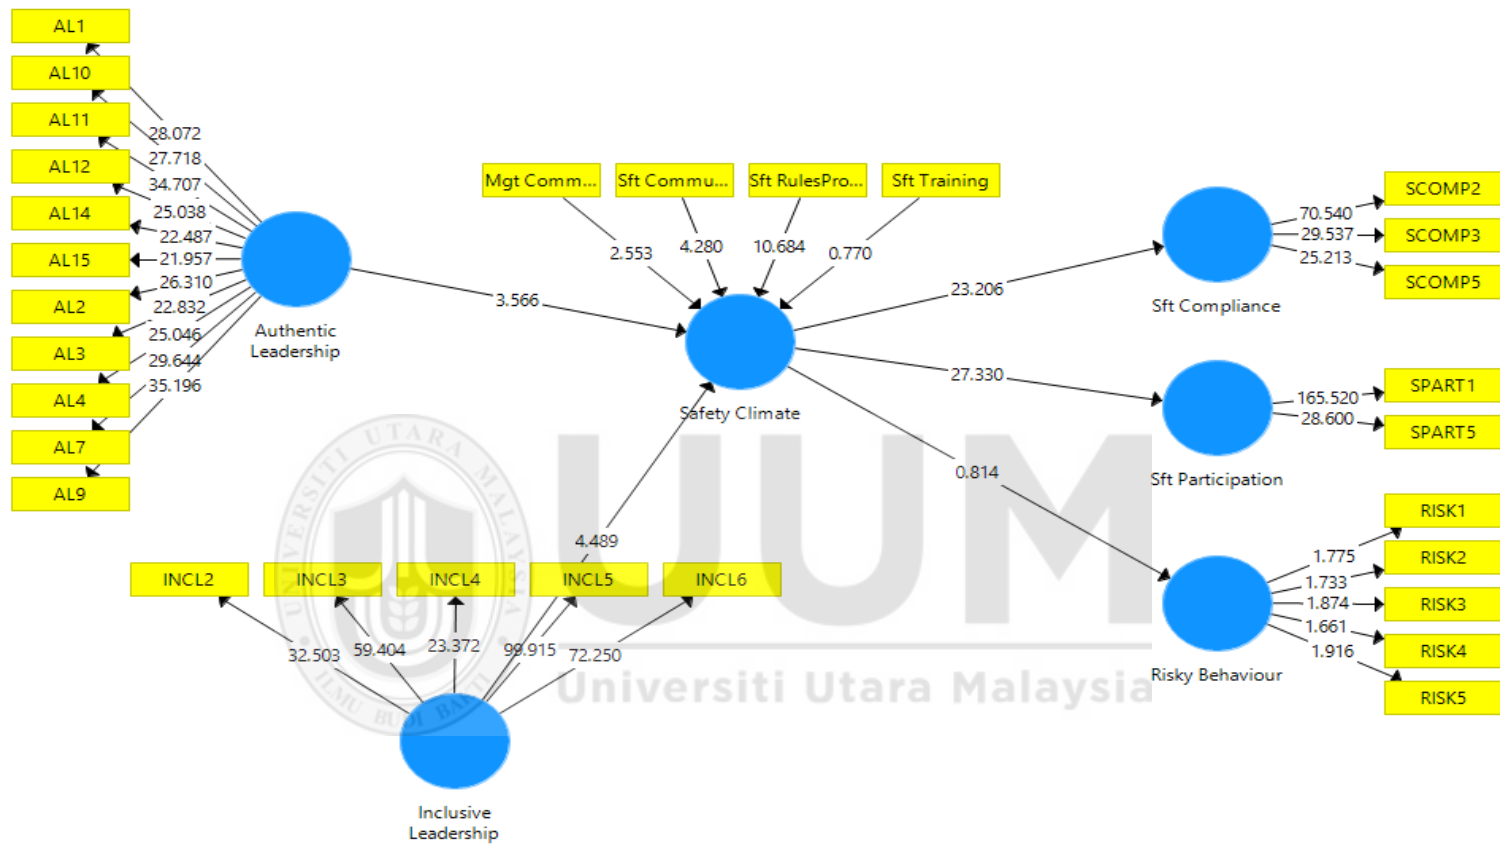 AL1
AL10
AL11
AL12
AL14
AL15
AL2
AL3
AL4
AL7
AL9
28.072
27.718
34.707
25.038
22.487
21.957
26.310
22.832
25.046
29.644
35.196
Authentic
Leadership
3.566
Mgt Comm...
Sft Commu...
Sft RulesPro...
Sft Training
2.553
4.280
10.684
0.770
Safety Climate
23.206
27.330
0.814
4.489
Sft Compliance
70.540
29.537
25.213
SCOMP2
SCOMP3
SCOMP5
Sft Participation
165.520
28.600
SPART1
SPART5
Risky Behaviour
1.775
1.733
1.874
1.661
1.916
RISK1
RISK2
RISK3
RISK4
RISK5
INCL2
INCL3
INCL4
INCL5
INCL6
32.503
59.404
23.372
99.915
72.250
Inclusive
Leadership
UNIVERSITI UTARA MALAYSIA
ILMU BUDI BAKTI
UUM
Universiti Utara Malaysia